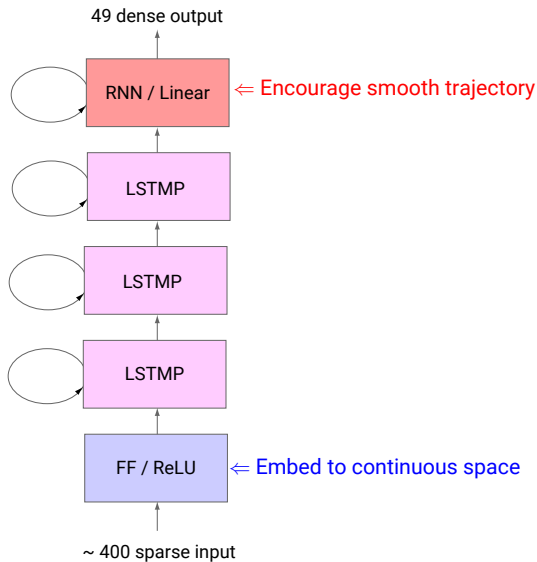 49 dense output
RNN / Linear
⇐ Encourage smooth trajectory
LSTMP
LSTMP
LSTMP
FF / ReLU
⇐ Embed to continuous space
~ 400 sparse input